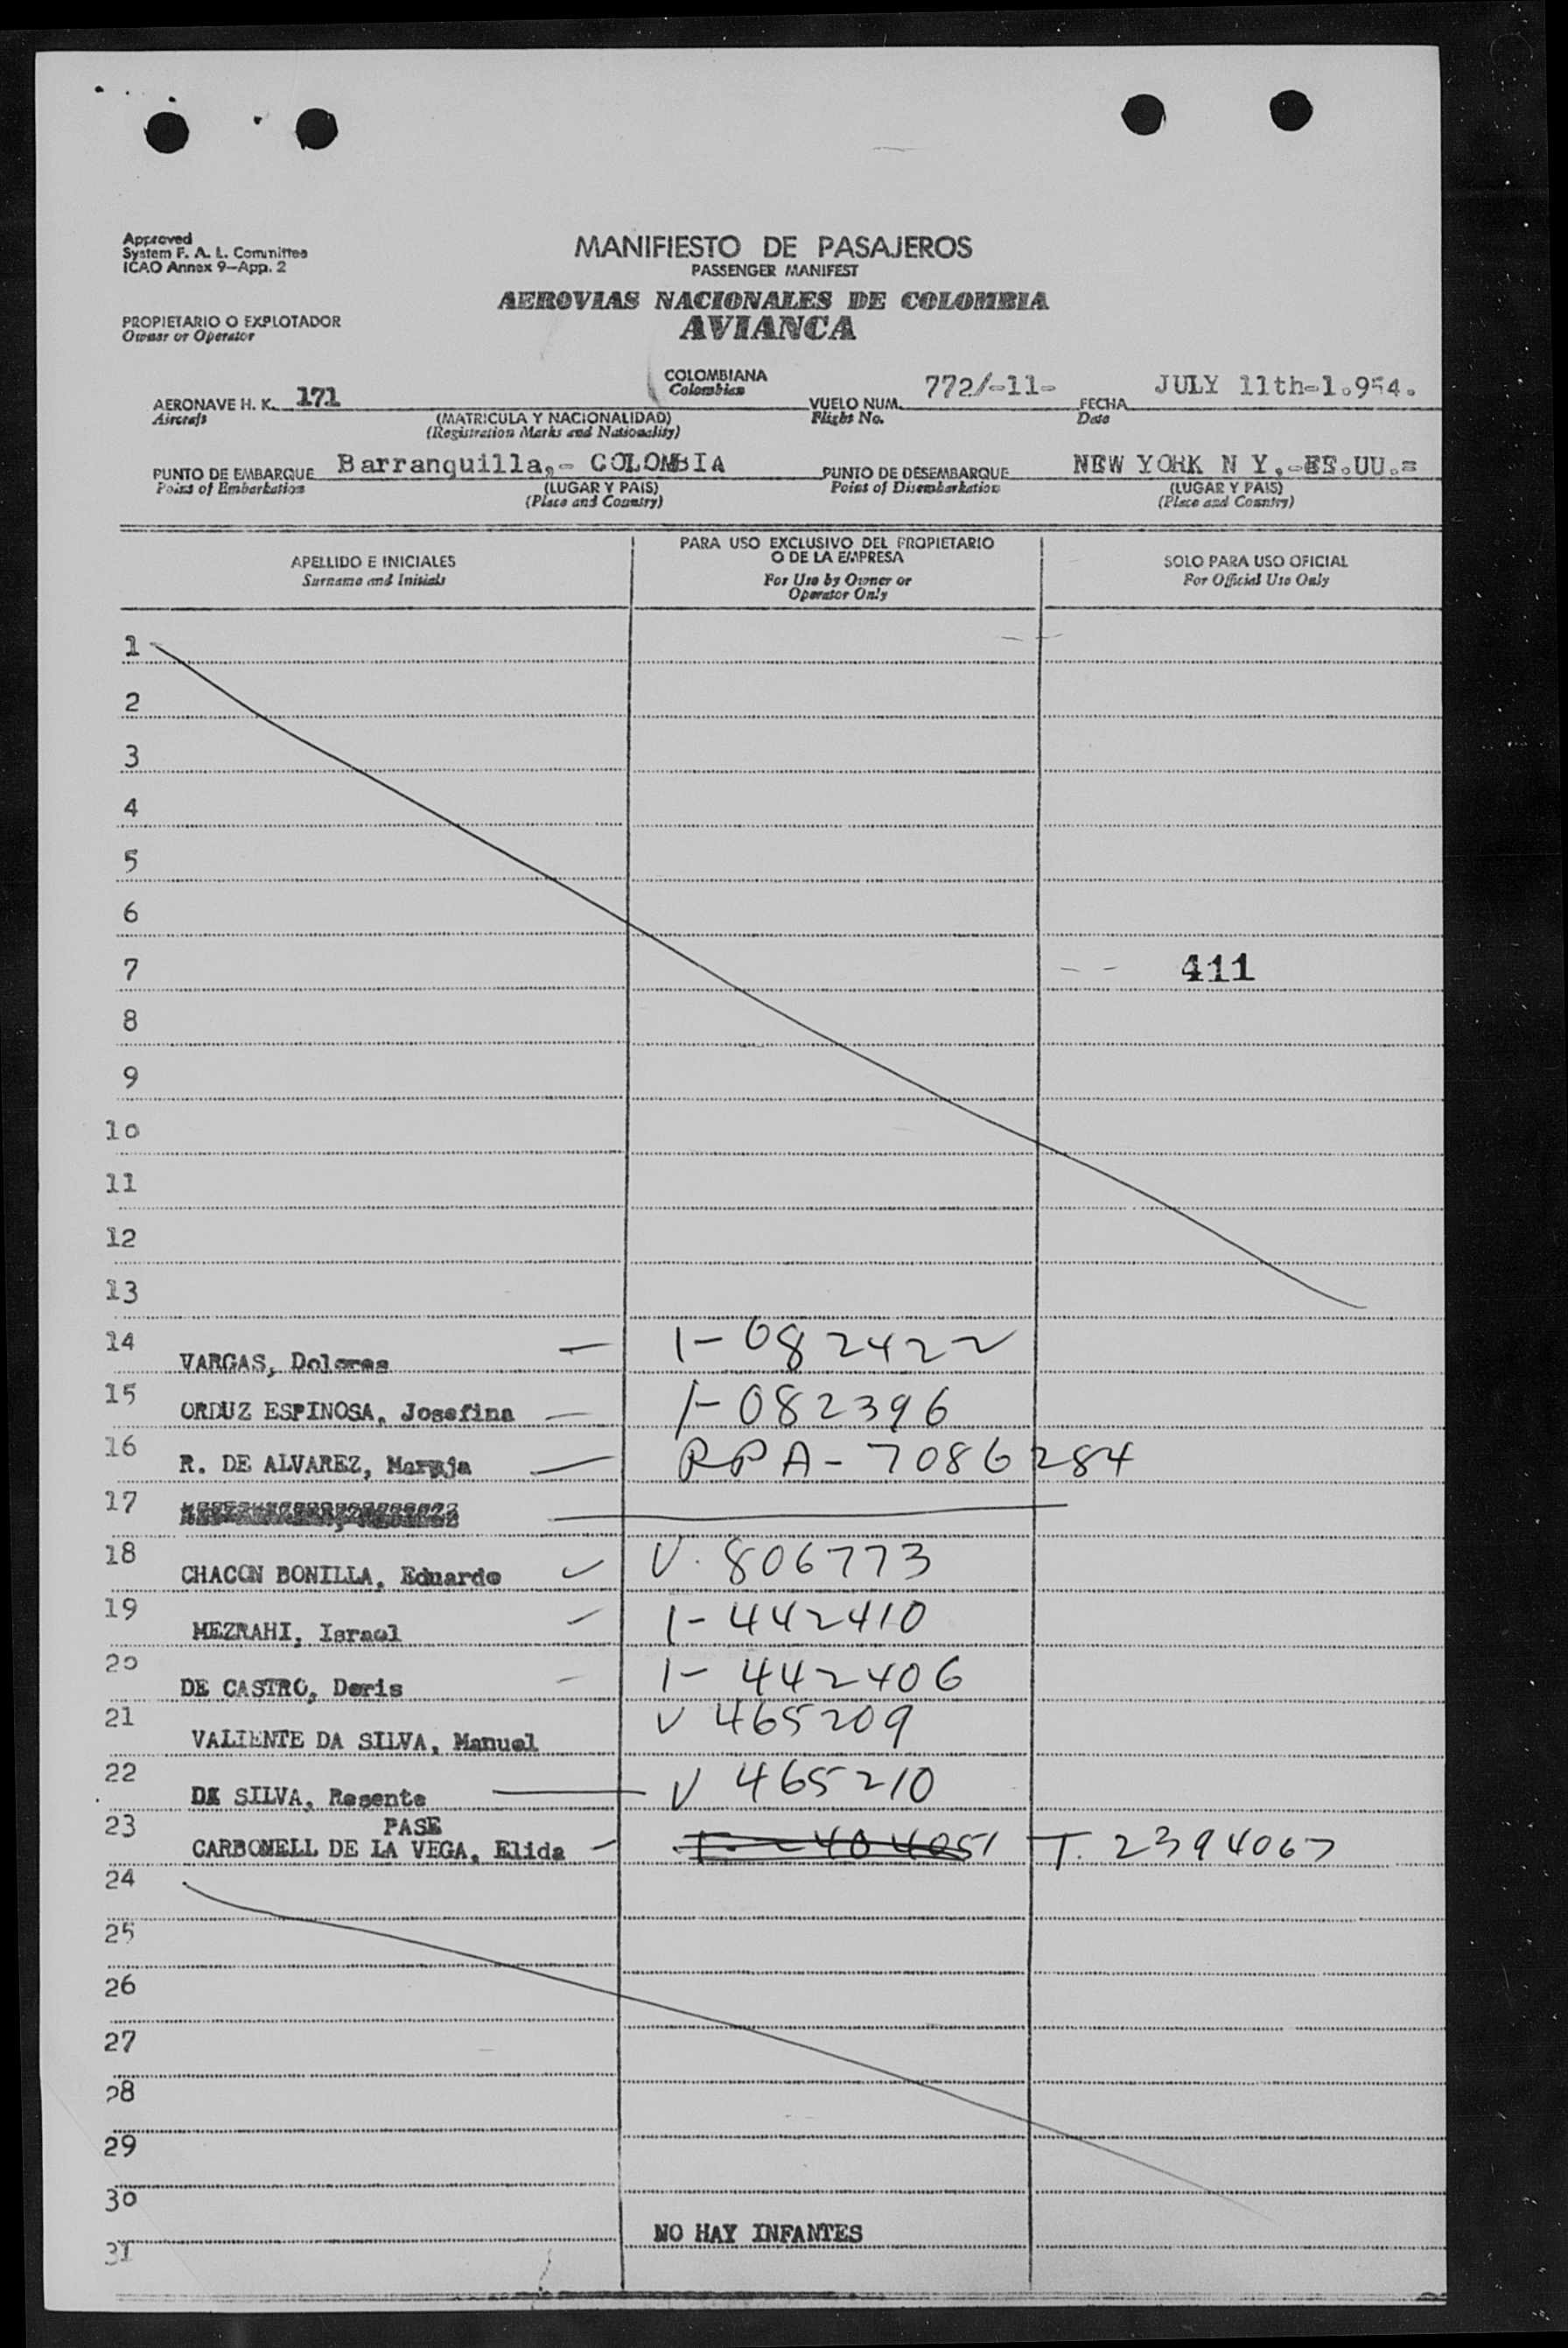 Approved
System F. A. L. Committee
ICAO Annex 9—App. 2
MANIFIESTO DE PASAJEROS
PASSENGER MANIFEST
AEROVIAS NACIONALES DE COLOMBIA
AVIANCA
PROPIETARIO O EXPLOTADOR
Owner or Operator
AERONAVE H. K. 171
Aircraft
(MATRICULA Y NACIONALIDAD)
(Registration Marks and Nationality)
COLOMBIANA
Colombian
VUELO NUM. 772/-11-
Flight No.
FECHA JULY 11th-1.954.
Date
PUNTO DE EMBARQUE Barranquilla,- COLOMBIA
Point of Embarkation
(LUGAR Y PAIS)
(Place and Country)
PUNTO DE DESEMBARQUE NEW YORK N Y,-EE.UU.=
Point of Disembarkation
(LUGAR Y PAIS)
(Place and Country)
APELLIDO E INICIALES
Surname and Initials
PARA USO EXCLUSIVO DEL PROPIETARIO
O DE LA EMPRESA
For Use by Owner or
Operator Only
SOLO PARA USO OFICIAL
For Official Use Only
1
2
3
4
5
6
7 411
8
9
10
11
12
13
14 VARGAS, Dolores — 1-082422
15 ORDUZ ESPINOSA, Josefina — 1-082396
16 R. DE ALVAREZ, Maruja — RPA-7086284
17
18 CHACON BONILLA, Eduardo V. 806773
19 MEZRAHI, Israel — 1-442410
20 DE CASTRO, Doris — 1-442406
21 VALIENTE DA SILVA, Manuel V 465209
22 DA SILVA, Rosente — V 465210
23 PASE
CARBONELL DE LA VEGA, Elida — T. 2394067
24
25
26
27
28
29
30
NO HAY INFANTES
31